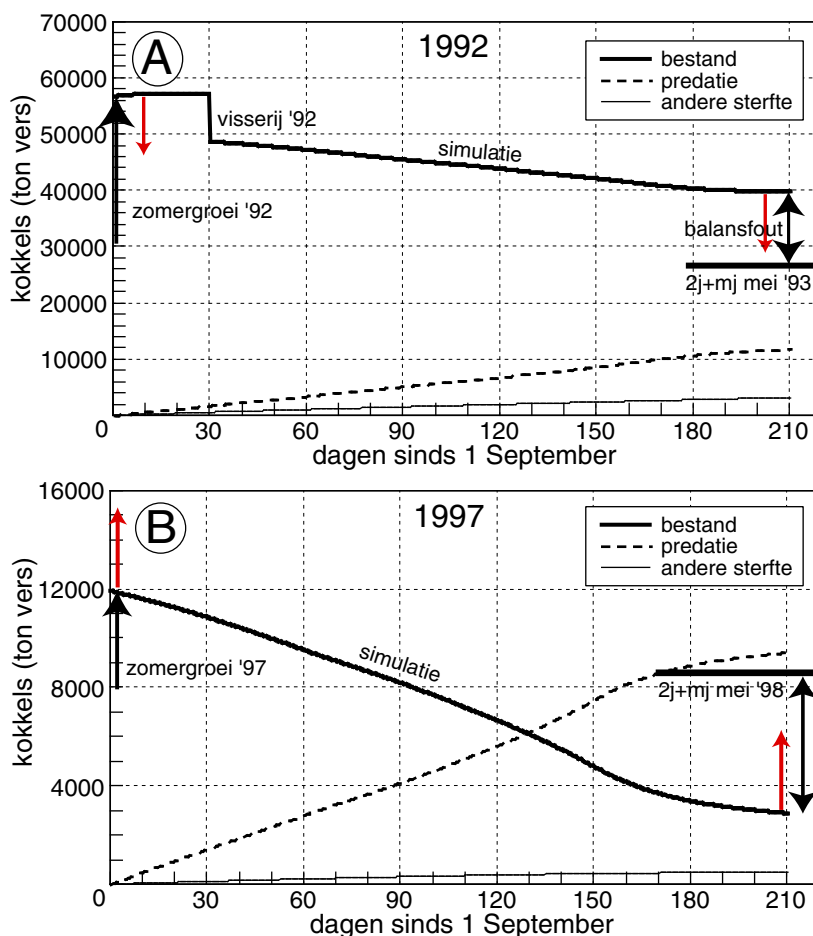 70000
60000
50000
40000
30000
20000
10000
0
kokkels (ton vers)
A
1992
bestand
predatie
andere sterfte
visserij '92
simulatie
zomergroei '92
balansfout
2j+mj mei '93
30 60 90 120 150 180 210
dagen sinds 1 September
16000
12000
8000
4000
0
kokkels (ton vers)
B
1997
bestand
predatie
andere sterfte
simulatie
zomergroei '97
2j+mj mei '98
30 60 90 120 150 180 210
dagen sinds 1 September